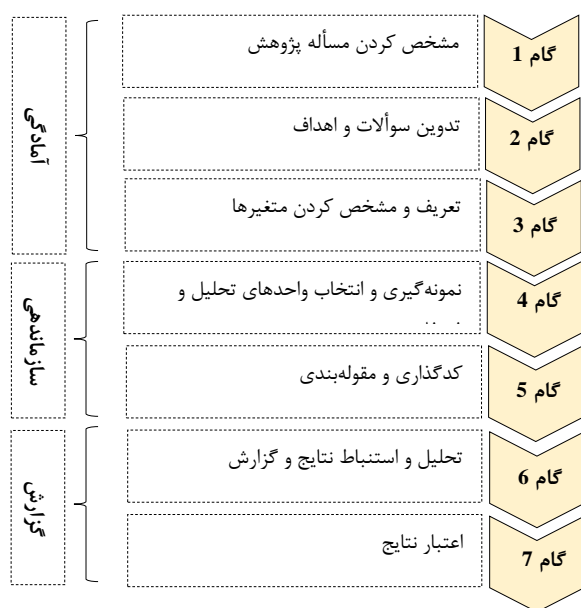 گام 1
مشخص کردن مسأله پژوهش
گام 2
تدوین سوألات و اهداف
گام 3
تعریف و مشخص کردن متغیرها
آمادگی
گام 4
نمونه‌گیری و انتخاب واحدهای تحلیل و
گام 5
کدگذاری و مقوله‌بندی
سازماندهی
گام 6
تحلیل و استنباط نتایج و گزارش
گام 7
اعتبار نتایج
گزارش